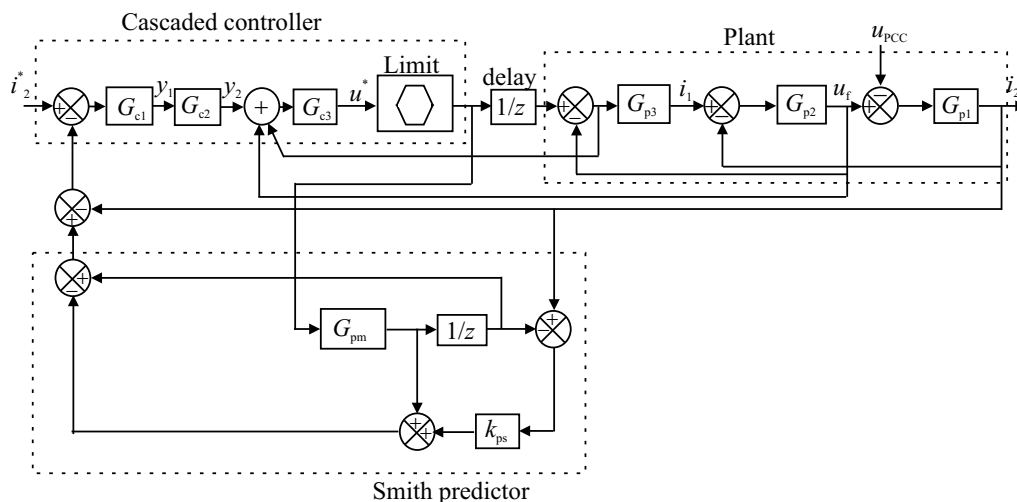 Cascaded controller
Plant
u_PCC
i*_2
+
−
G_c1
y_1
G_c2
y_2
+
G_c3
u*
Limit
delay
1/z
+
−
G_p3
i_1
+
−
G_p2
u_f
−
+
G_p1
i_2
−
+
+
−
G_pm
1/z
+
−
+
+
k_ps
Smith predictor